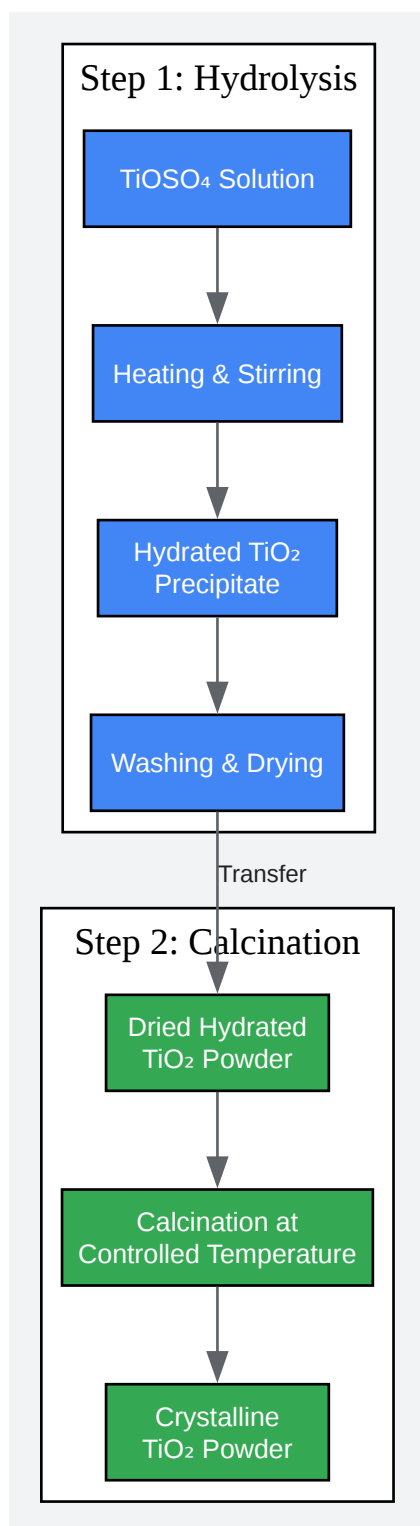 Step 1: Hydrolysis
TiOSO₄ Solution
Heating & Stirring
Hydrated TiO₂
Precipitate
Washing & Drying
Transfer
Step 2: Calcination
Dried Hydrated
TiO₂ Powder
Calcination at
Controlled Temperature
Crystalline
TiO₂ Powder